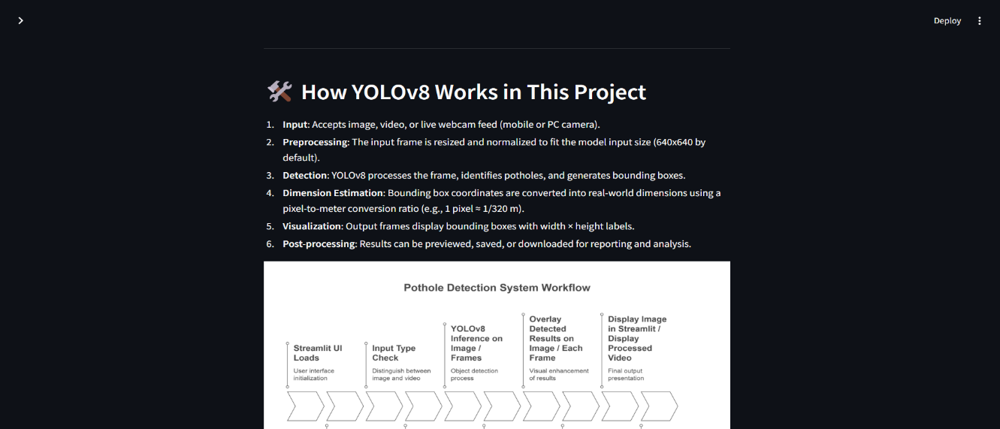 Deploy
How YOLOv8 Works in This Project
1. Input: Accepts image, video, or live webcam feed (mobile or PC camera).
2. Preprocessing: The input frame is resized and normalized to fit the model input size (640x640 by
default).
3. Detection: YOLOv8 processes the frame, identifies potholes, and generates bounding boxes.
4. Dimension Estimation: Bounding box coordinates are converted into real-world dimensions using a
pixel-to-meter conversion ratio (e.g., 1 pixel ≈ 1/320 m).
5. Visualization: Output frames display bounding boxes with width × height labels.
6. Post-processing: Results can be previewed, saved, or downloaded for reporting and analysis.
Pothole Detection System Workflow
Streamlit UI
Loads
User interface
initialization
Input Type
Check
Distinguish between
image and video
YOLOv8
Inference on
Image /
Frames
Object detection
process
Overlay
Detected
Results on
Image / Each
Frame
Visual enhancement
of results
Display Image
in Streamlit /
Display
Processed
Video
Final output
presentation